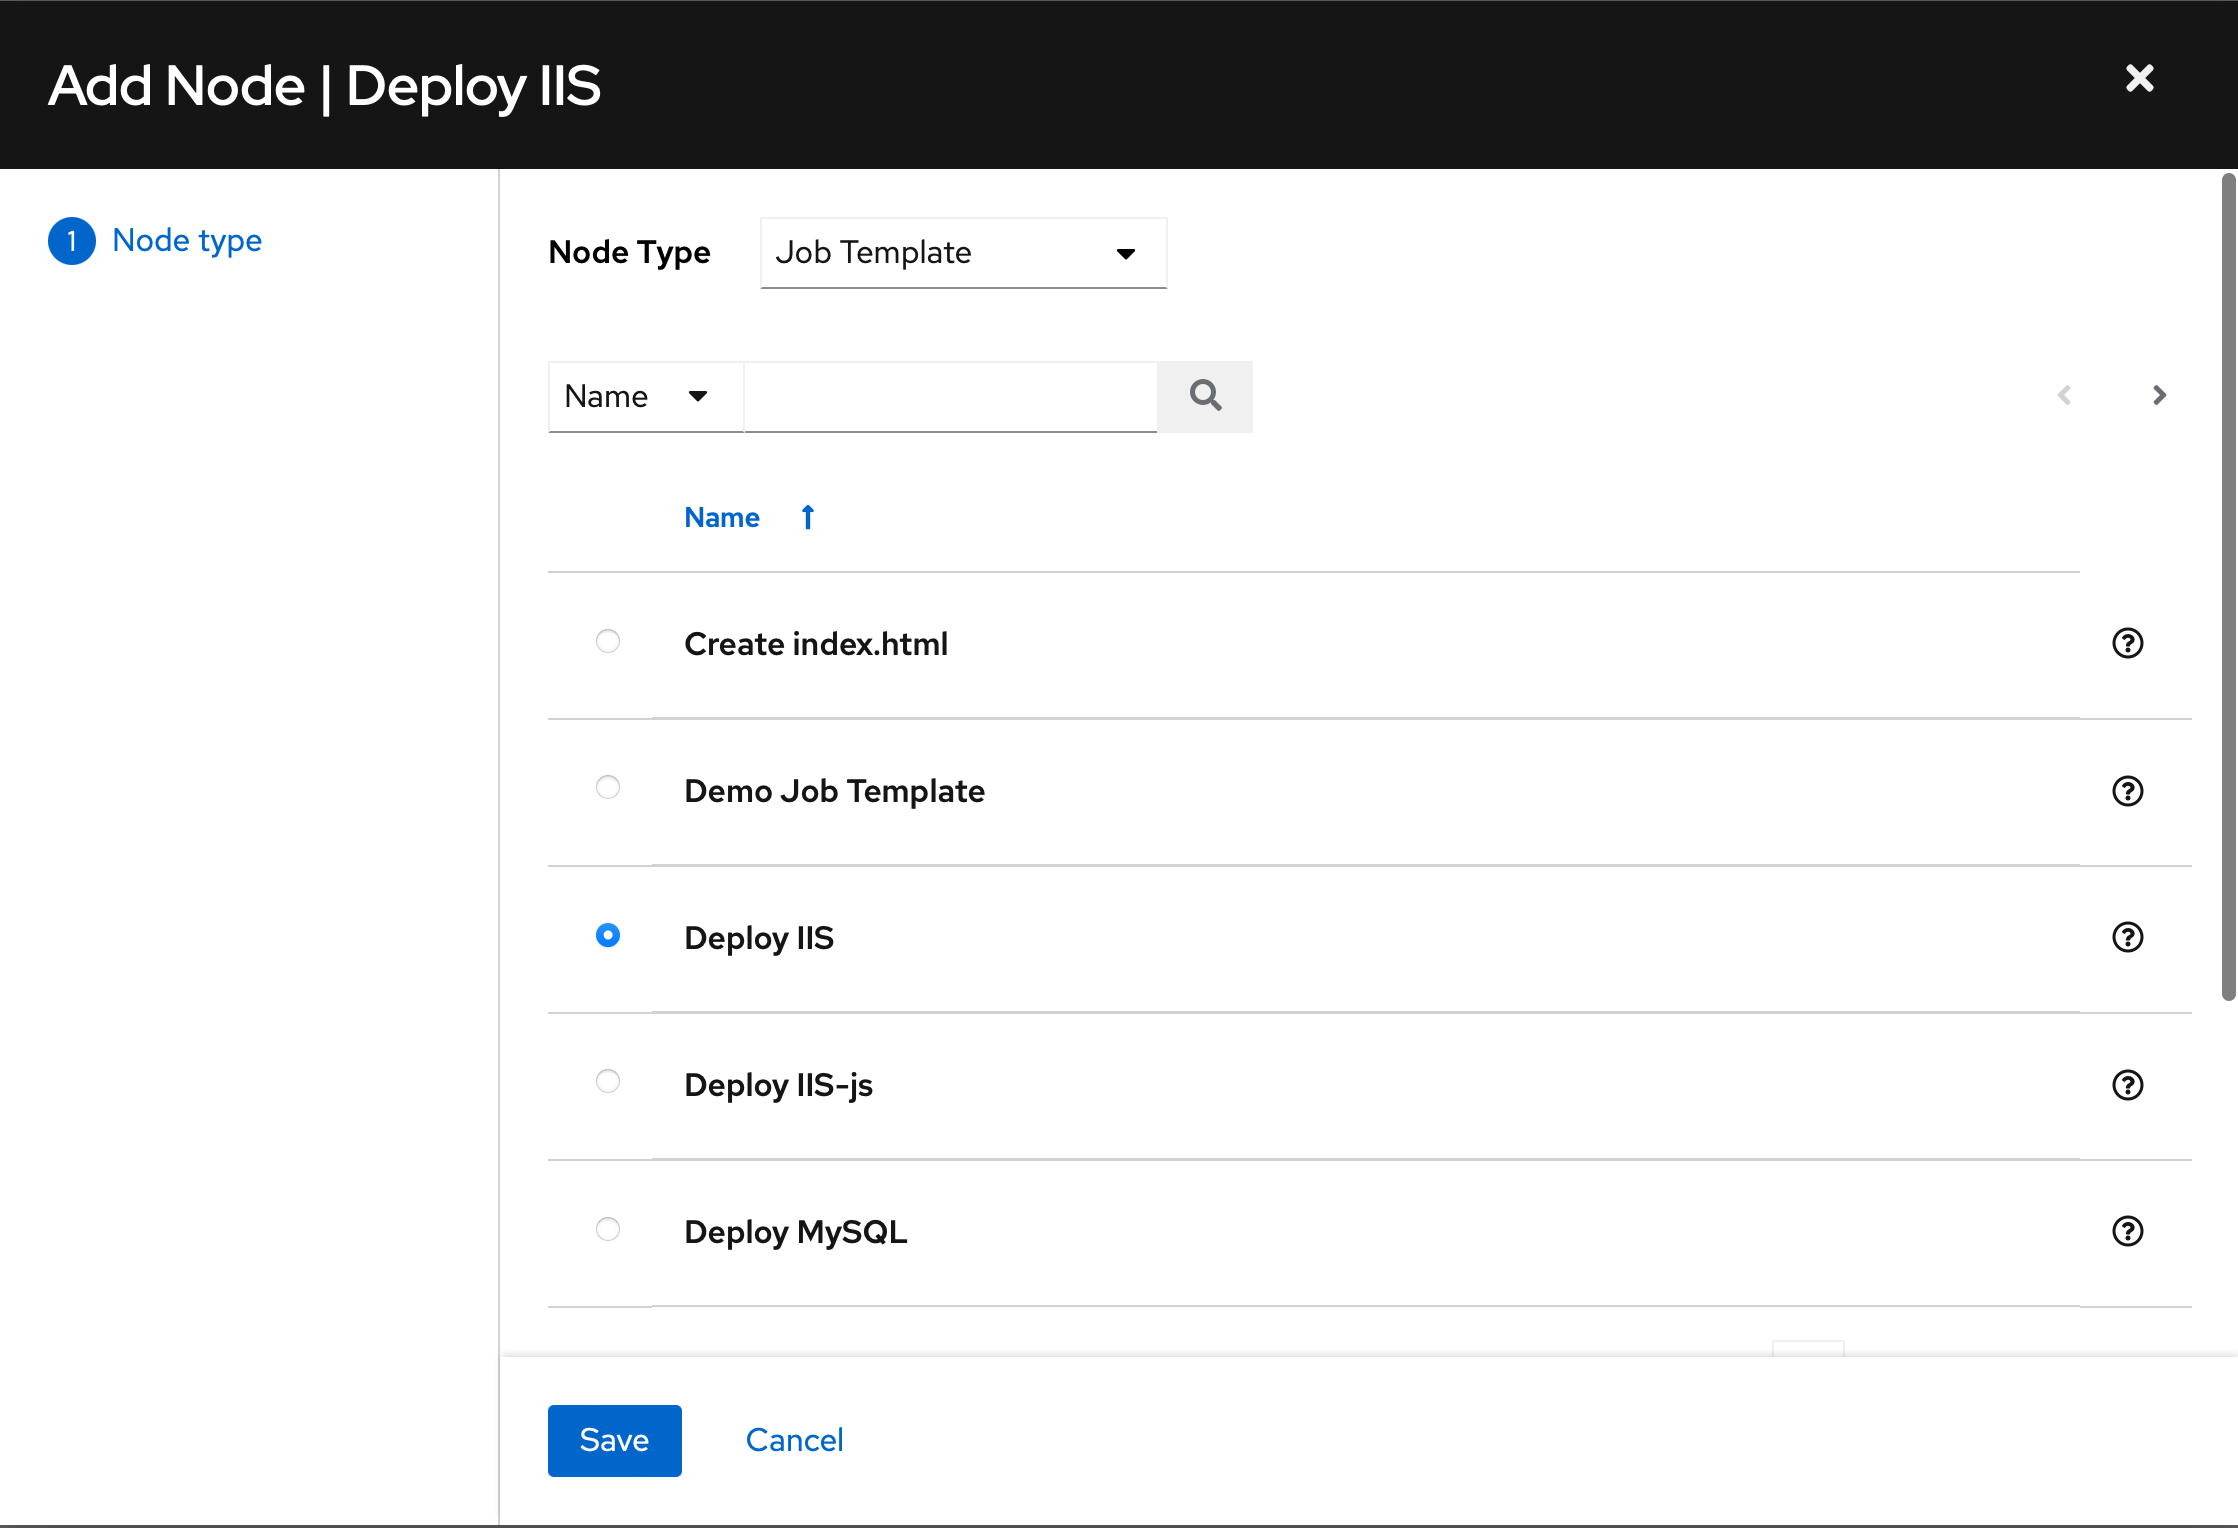 Add Node | Deploy IIS
1 Node type
Node Type Job Template
Name
Name
Create index.html
Demo Job Template
Deploy IIS
Deploy IIS-js
Deploy MySQL
Save Cancel